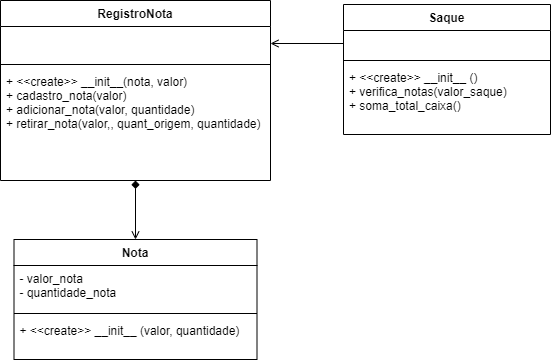 RegistroNota
+ <<create>> __init__(nota, valor)
+ cadastro_nota(valor)
+ adicionar_nota(valor, quantidade)
+ retirar_nota(valor,, quant_origem, quantidade)
Saque
+ <<create>> __init__ ()
+ verifica_notas(valor_saque)
+ soma_total_caixa()
Nota
- valor_nota
- quantidade_nota
+ <<create>> __init__ (valor, quantidade)